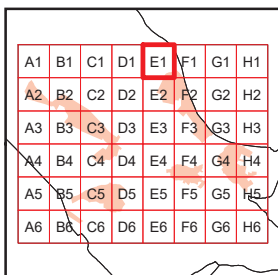 A1 B1 C1 D1 E1 F1 G1 H1
A2 B2 C2 D2 E2 F2 G2 H2
A3 B3 C3 D3 E3 F3 G3 H3
A4 B4 C4 D4 E4 F4 G4 H4
A5 B5 C5 D5 E5 F5 G5 H5
A6 B6 C6 D6 E6 F6 G6 H6